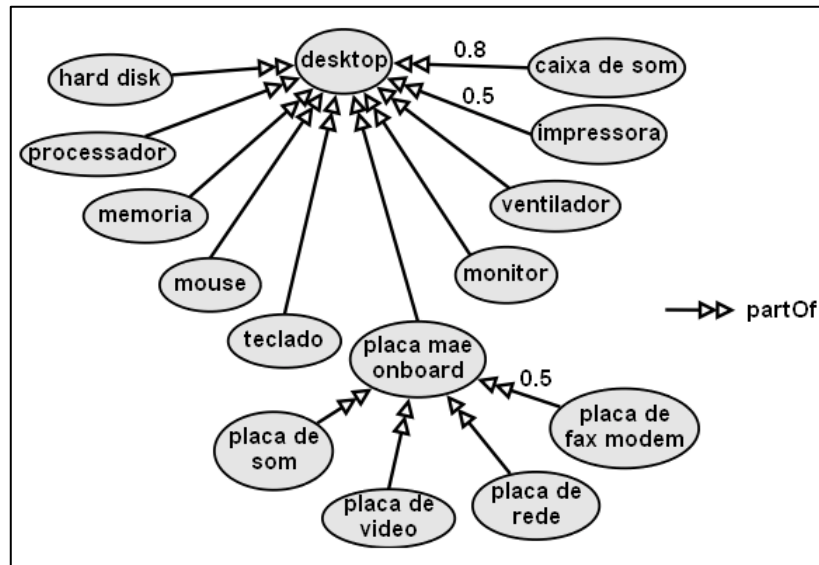 desktop
0.8
caixa de som
hard disk
0.5
impressora
processador
memoria
ventilador
mouse
monitor
partOf
teclado
placa mae
onboard
0.5
placa de
fax modem
placa de
som
placa de
video
placa de
rede